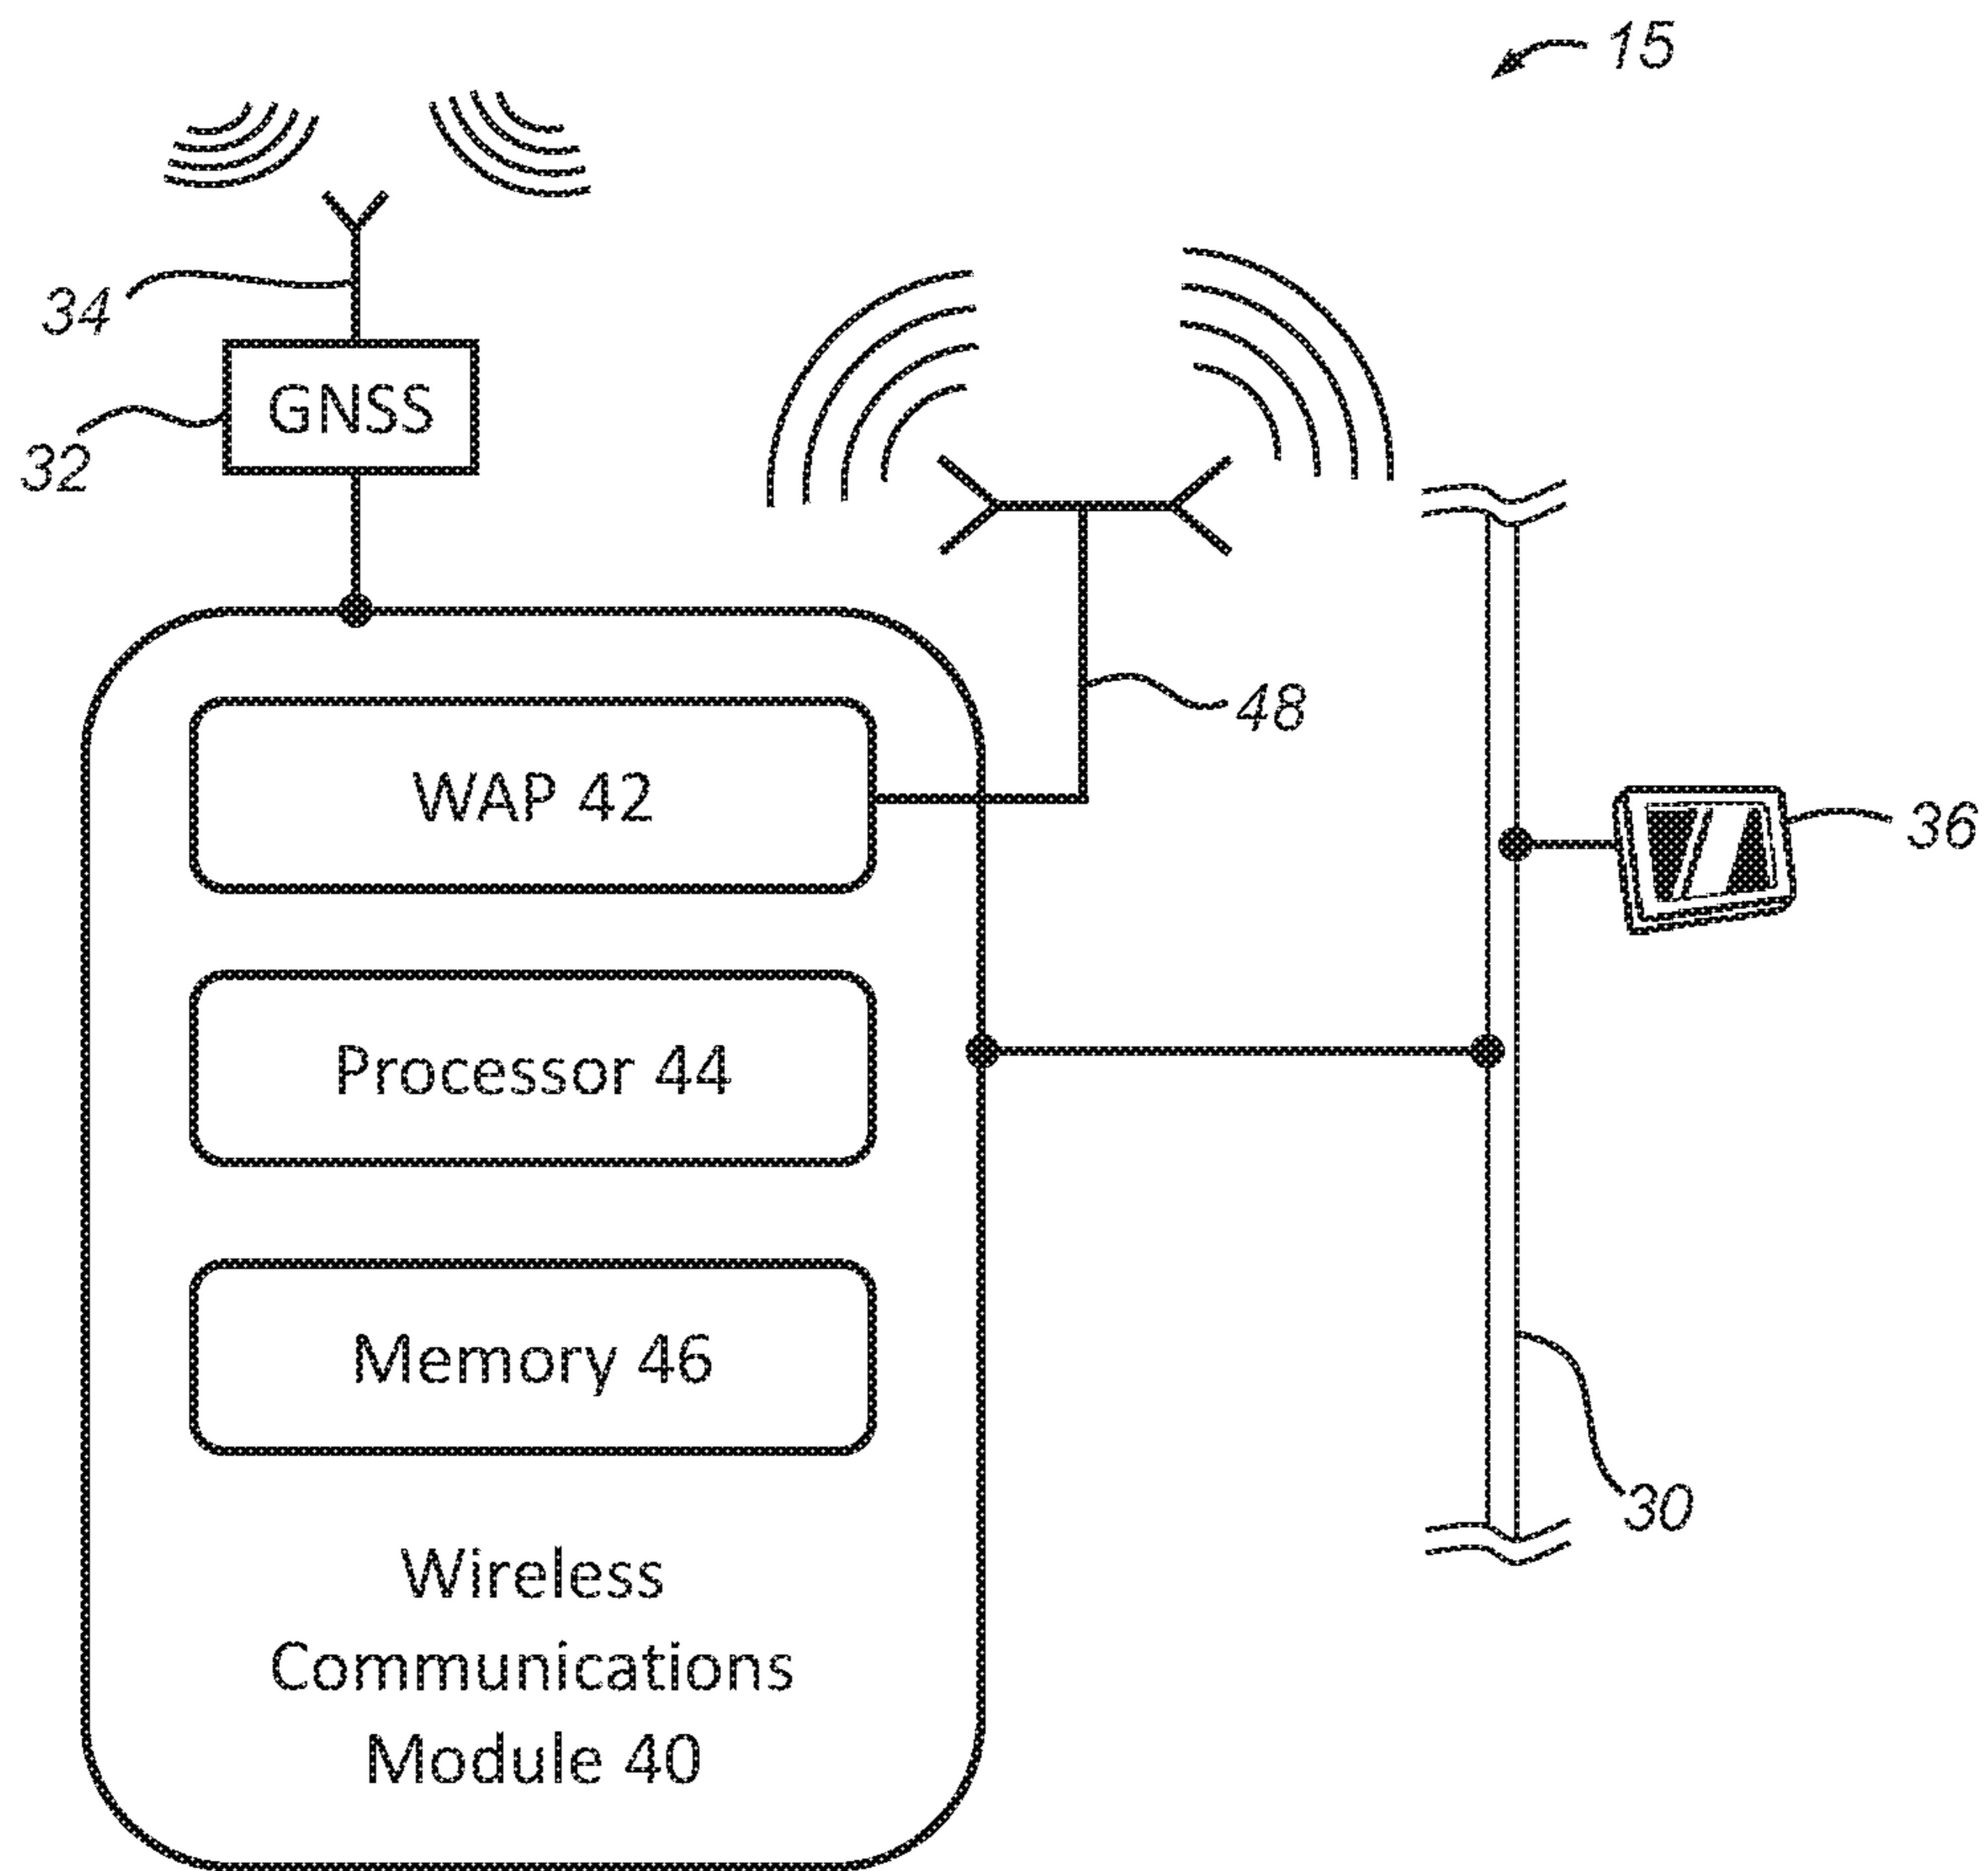 15
34
GNSS
32
48
WAP 42
36
Processor 44
Memory 46
30
Wireless
Communications
Module 40